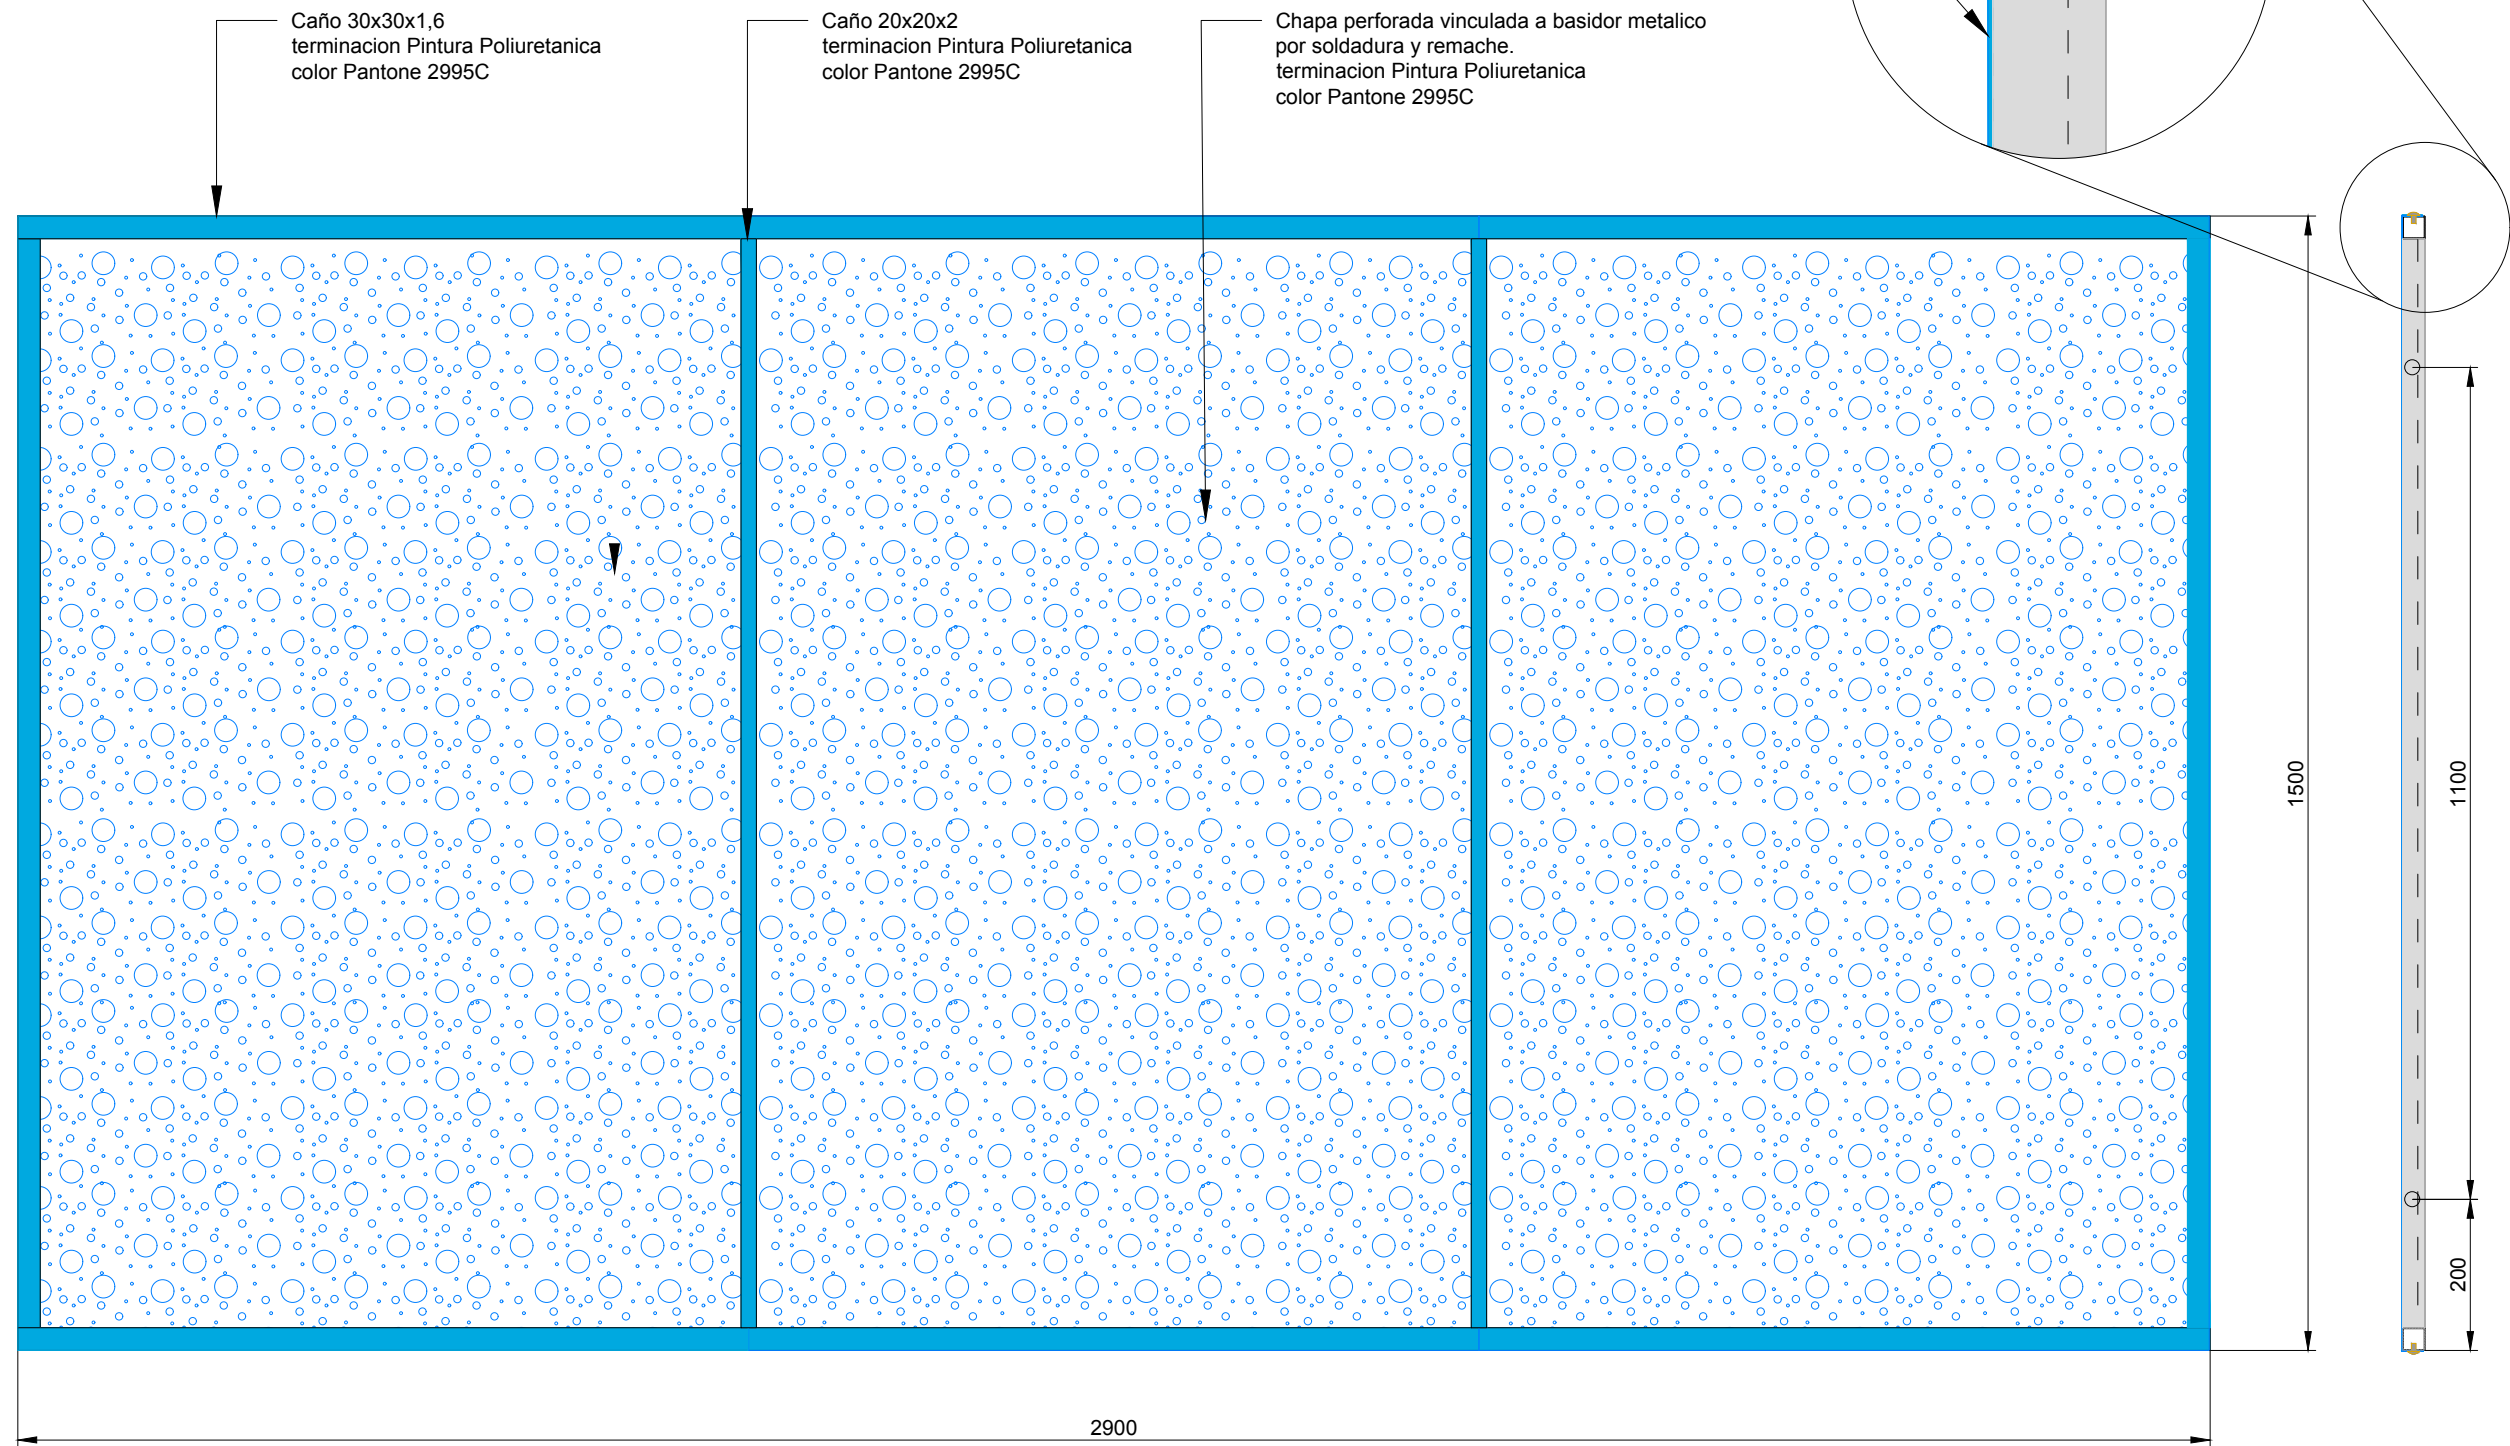 Caño 30x30x1,6
terminacion Pintura Poliuretanica
color Pantone 2995C
Caño 20x20x2
terminacion Pintura Poliuretanica
color Pantone 2995C
Chapa perforada vinculada a basidor metalico
por soldadura y remache.
terminacion Pintura Poliuretanica
color Pantone 2995C
1500
1100
200
2900